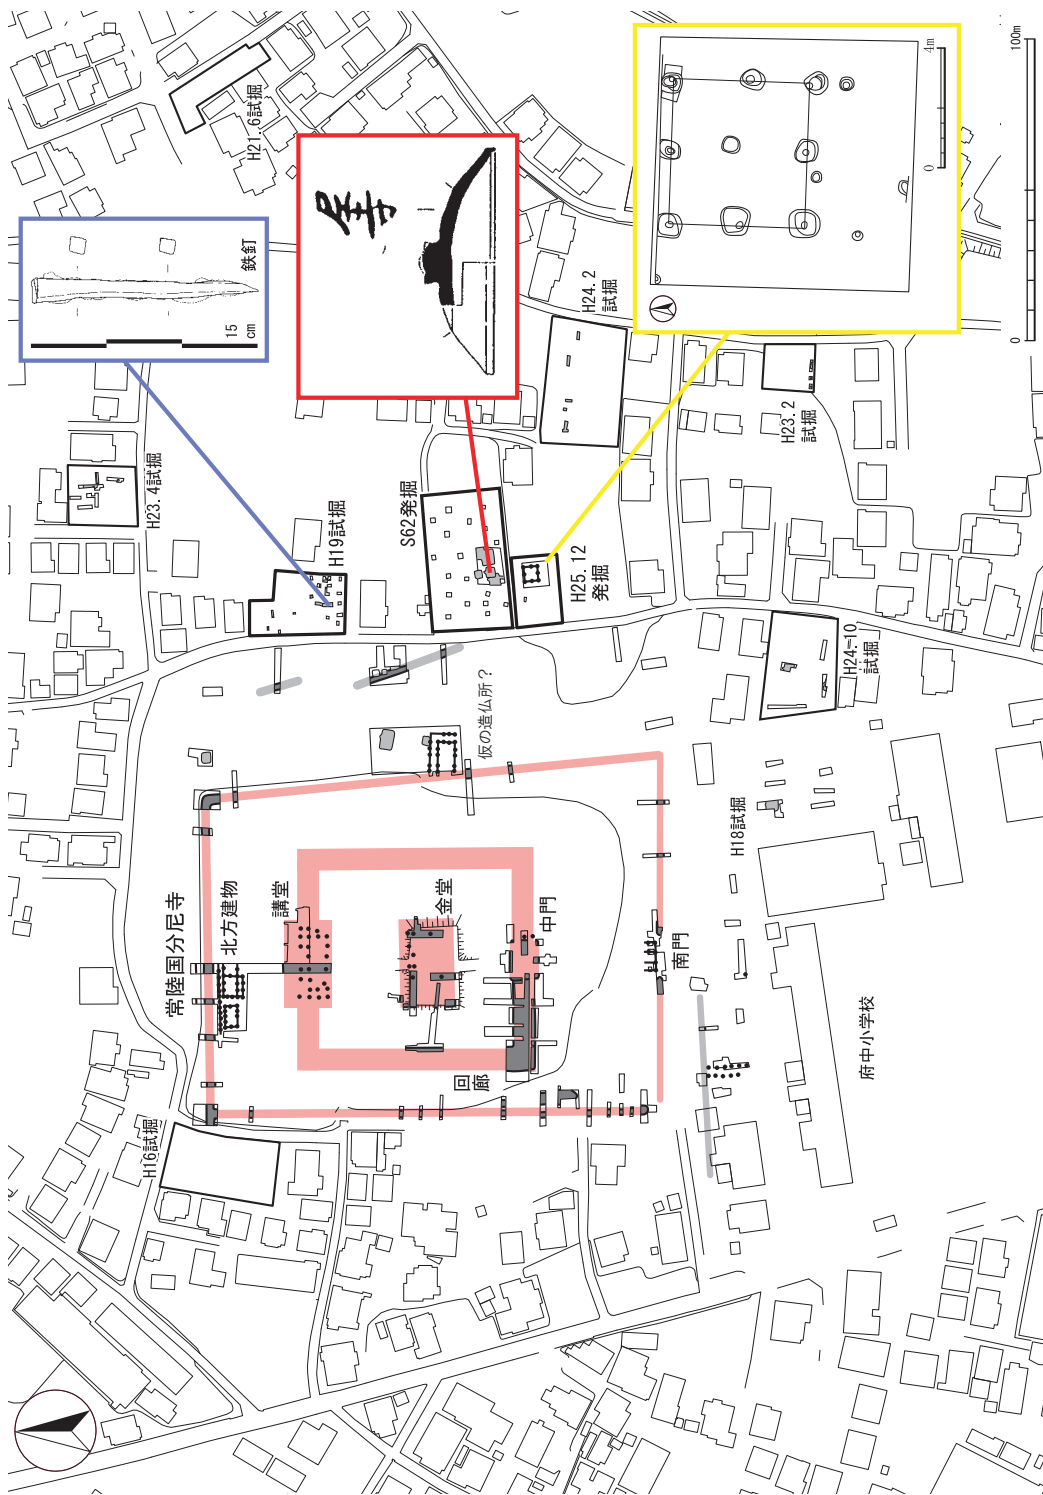 H21.6試掘
100m
0
4m
0
鉄釘
15
cm
尼寺
H24.2
試掘
H23.2
試掘
H23.4試掘
H19試掘
S62発掘
H25.12
発掘
H24.10
試掘
仮の造仏所？
H18試掘
常陸国分尼寺
北方建物
講堂
金堂
中門
南門
回廊
府中小学校
H16試掘